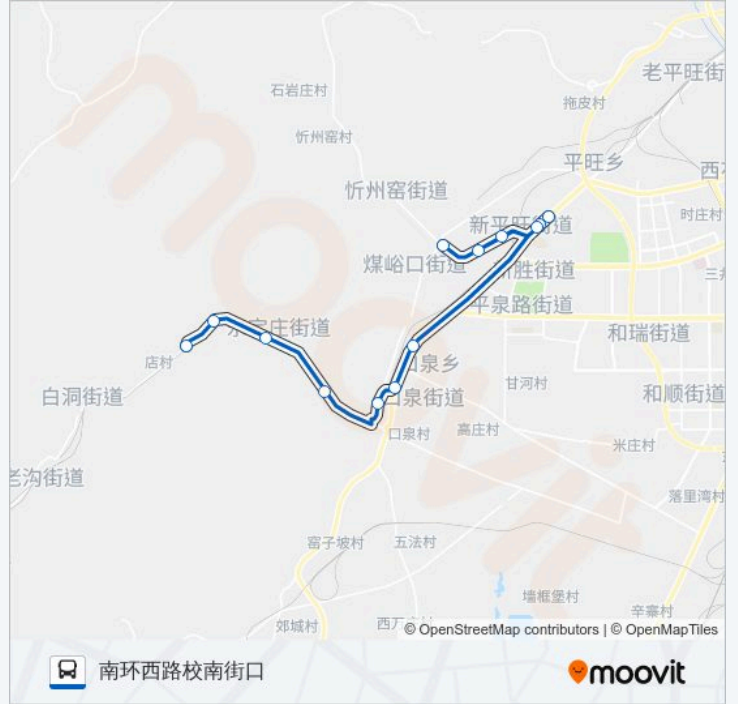 老平旺街
石岩庄村
拖皮村
忻州窑村
平旺乡
忻州窑街道
时庄村
新平旺街道
煤峪口街道
新胜街道
平泉路街道
和瑞街道
店村
口泉乡
甘河村
白洞街道
和顺街道
口泉街道
口泉村
高庄村
米庄村
老沟街道
落里湾村
窑子坡村
五法村
墙框堡村
辛寨村
郊城村
© OpenStreetMap contributors | © OpenMapTiles
南环西路校南街口
moovit